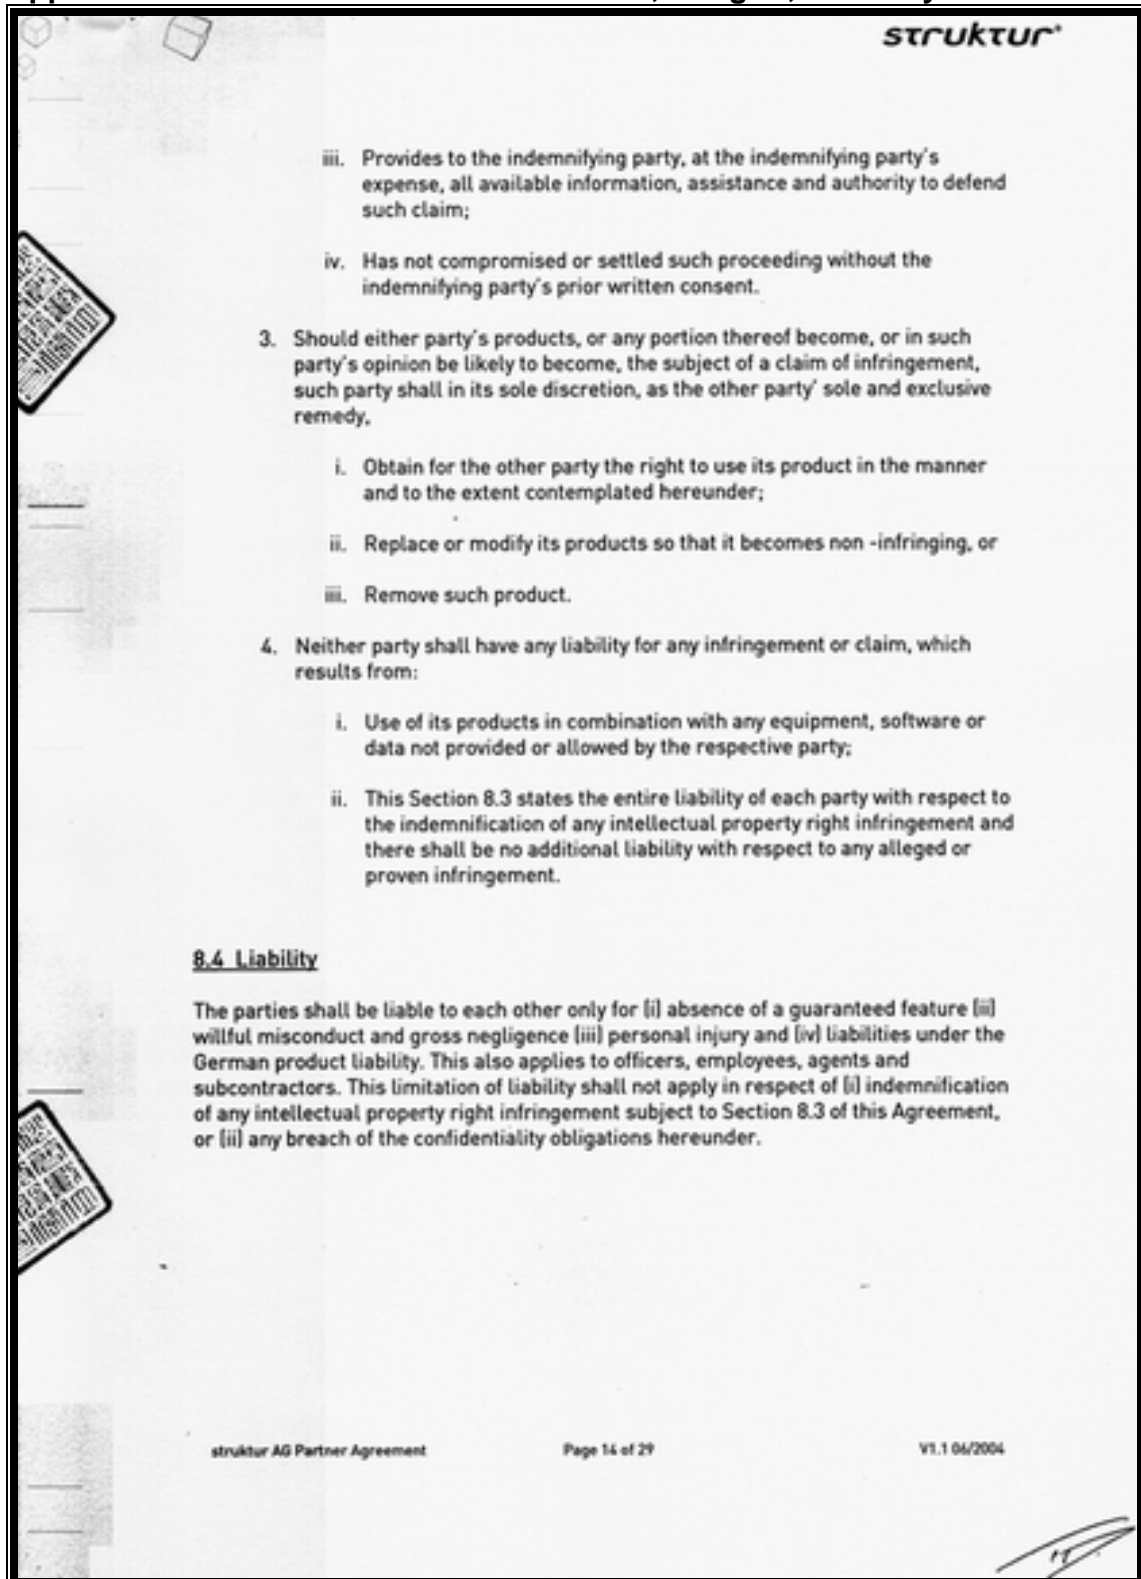 struktur
iii. Provides to the indemnifying party, at the indemnifying party's
expense, all available information, assistance and authority to defend
such claim;
iv. Has not compromised or settled such proceeding without the
indemnifying party's prior written consent.
3. Should either party's products, or any portion thereof become, or in such
party's opinion be likely to become, the subject of a claim of infringement,
such party shall in its sole discretion, as the other party' sole and exclusive
remedy,
i. Obtain for the other party the right to use its product in the manner
and to the extent contemplated hereunder;
ii. Replace or modify its products so that it becomes non -infringing, or
iii. Remove such product.
4. Neither party shall have any liability for any infringement or claim, which
results from:
i. Use of its products in combination with any equipment, software or
data not provided or allowed by the respective party;
ii. This Section 8.3 states the entire liability of each party with respect to
the indemnification of any intellectual property right infringement and
there shall be no additional liability with respect to any alleged or
proven infringement.
8.4 Liability
The parties shall be liable to each other only for (i) absence of a guaranteed feature (ii)
willful misconduct and gross negligence (iii) personal injury and (iv) liabilities under the
German product liability. This also applies to officers, employees, agents and
subcontractors. This limitation of liability shall not apply in respect of (i) indemnification
of any intellectual property right infringement subject to Section 8.3 of this Agreement,
or (ii) any breach of the confidentiality obligations hereunder.
struktur AG Partner Agreement Page 14 of 29 V1.1 06/2004